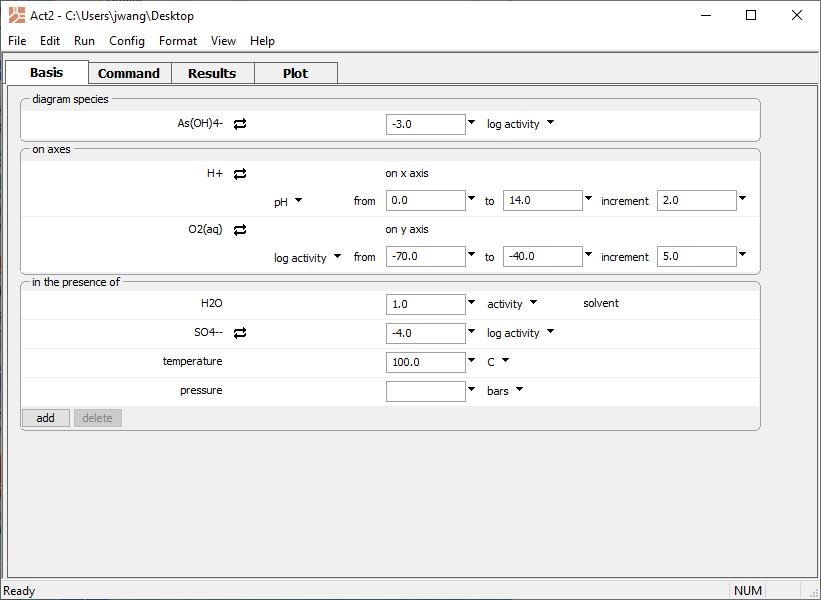 Act2 - C:\Users\jwang\Desktop
File Edit Run Config Format View Help
Basis Command Results Plot
diagram species
As(OH)4- -3.0 log activity
on axes
H+ on x axis
pH from 0.0 to 14.0 increment 2.0
O2(aq) on y axis
log activity from -70.0 to -40.0 increment 5.0
in the presence of
H2O 1.0 activity solvent
SO4-- -4.0 log activity
temperature 100.0 C
pressure bars
add delete
Ready NUM